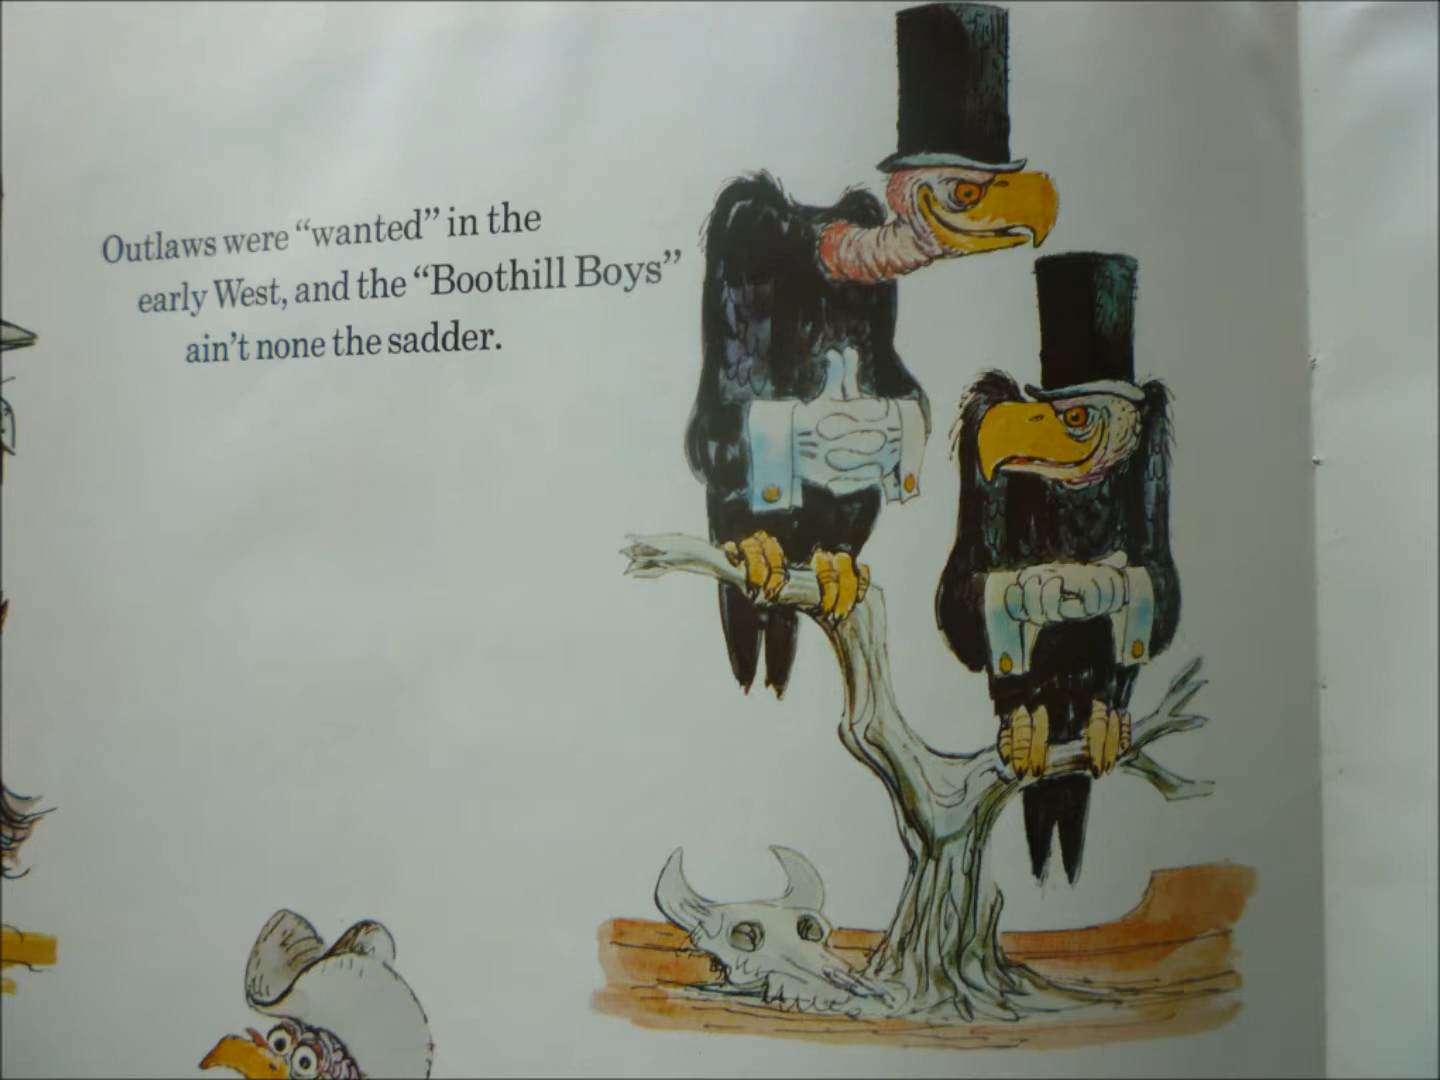 Outlaws were “wanted” in the
early West, and the “Boothill Boys”
ain’t none the sadder.